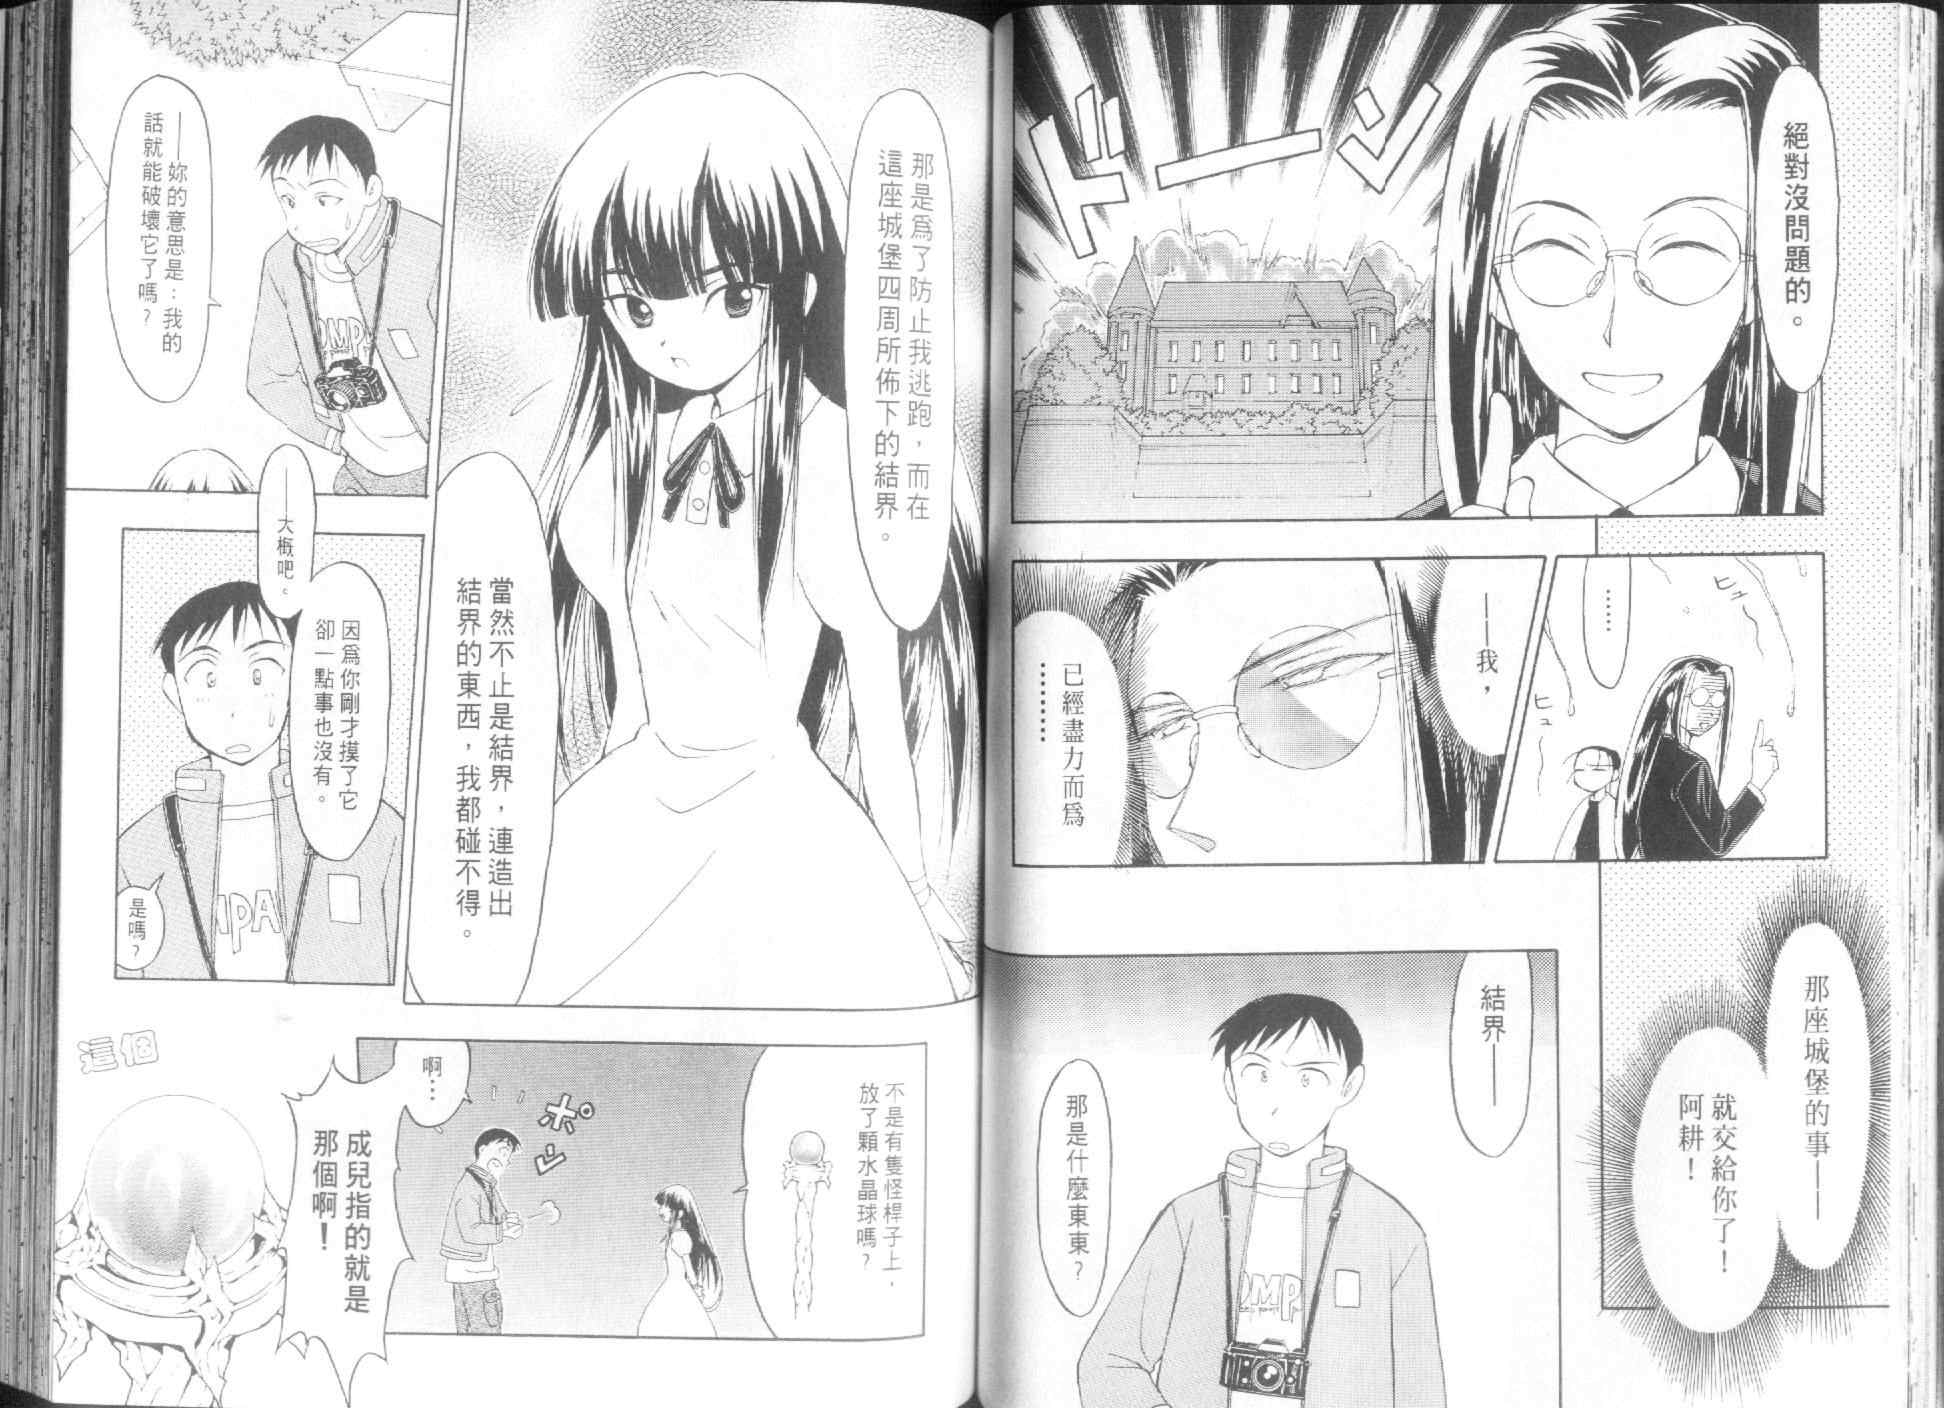 絕對沒問題的。
ドーン
……
ヒュ〜
ヒュ
——我，
已經盡力而為
………
那座城堡的事——
就交給你了！
阿耕！
結界——
那是什麼東東？
OMP
那是為了防止我逃跑，而在
這座城堡四周所佈下的結界。
當然不止是結界，連造出
結界的東西，我都碰不得。
——妳的意思是：我的
話就能破壞它了嗎？
OMP
——大概吧。
因為你剛才摸了它
卻一點事也沒有。
是嗎？
MPA
不是有隻怪桿子上，
放了顆水晶球嗎？
ポン
啊…
成兒指的就是
那個啊！
這個